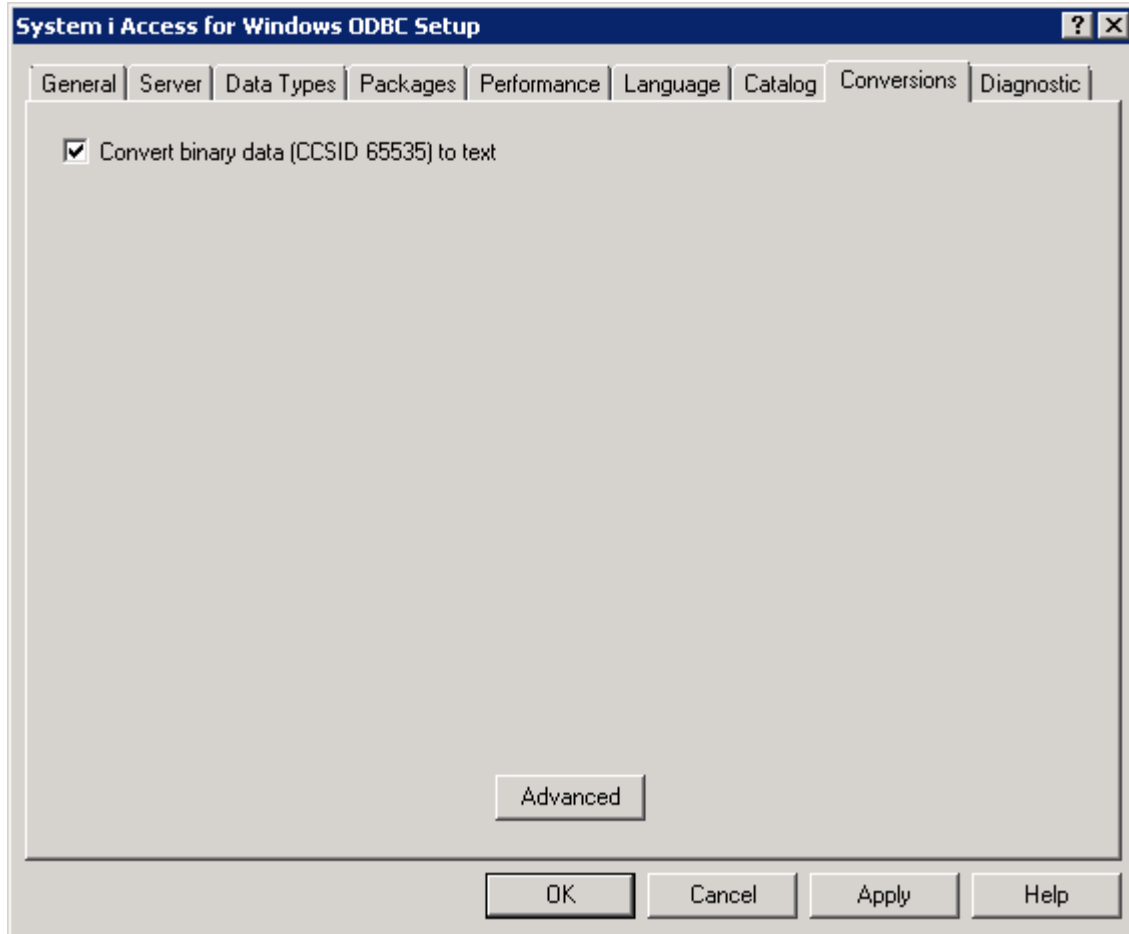 System i Access for Windows ODBC Setup
General Server Data Types Packages Performance Language Catalog Conversions Diagnostic
Convert binary data (CCSID 65535) to text
Advanced
OK Cancel Apply Help